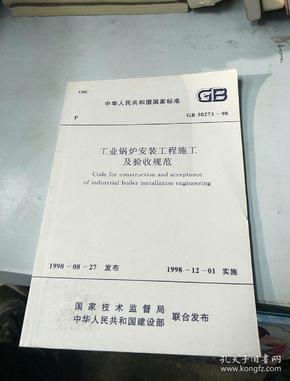 UDC
中华人民共和国国家标准
GB
P
GB 50273-98
工业锅炉安装工程施工
及验收规范
Code for construction and acceptance
of industrial boiler installation engineering
1998-08-27 发布
1998-12-01 实施
国家技术监督局
中华人民共和国建设部
联合发布
孔夫子旧书网
kongfz.com